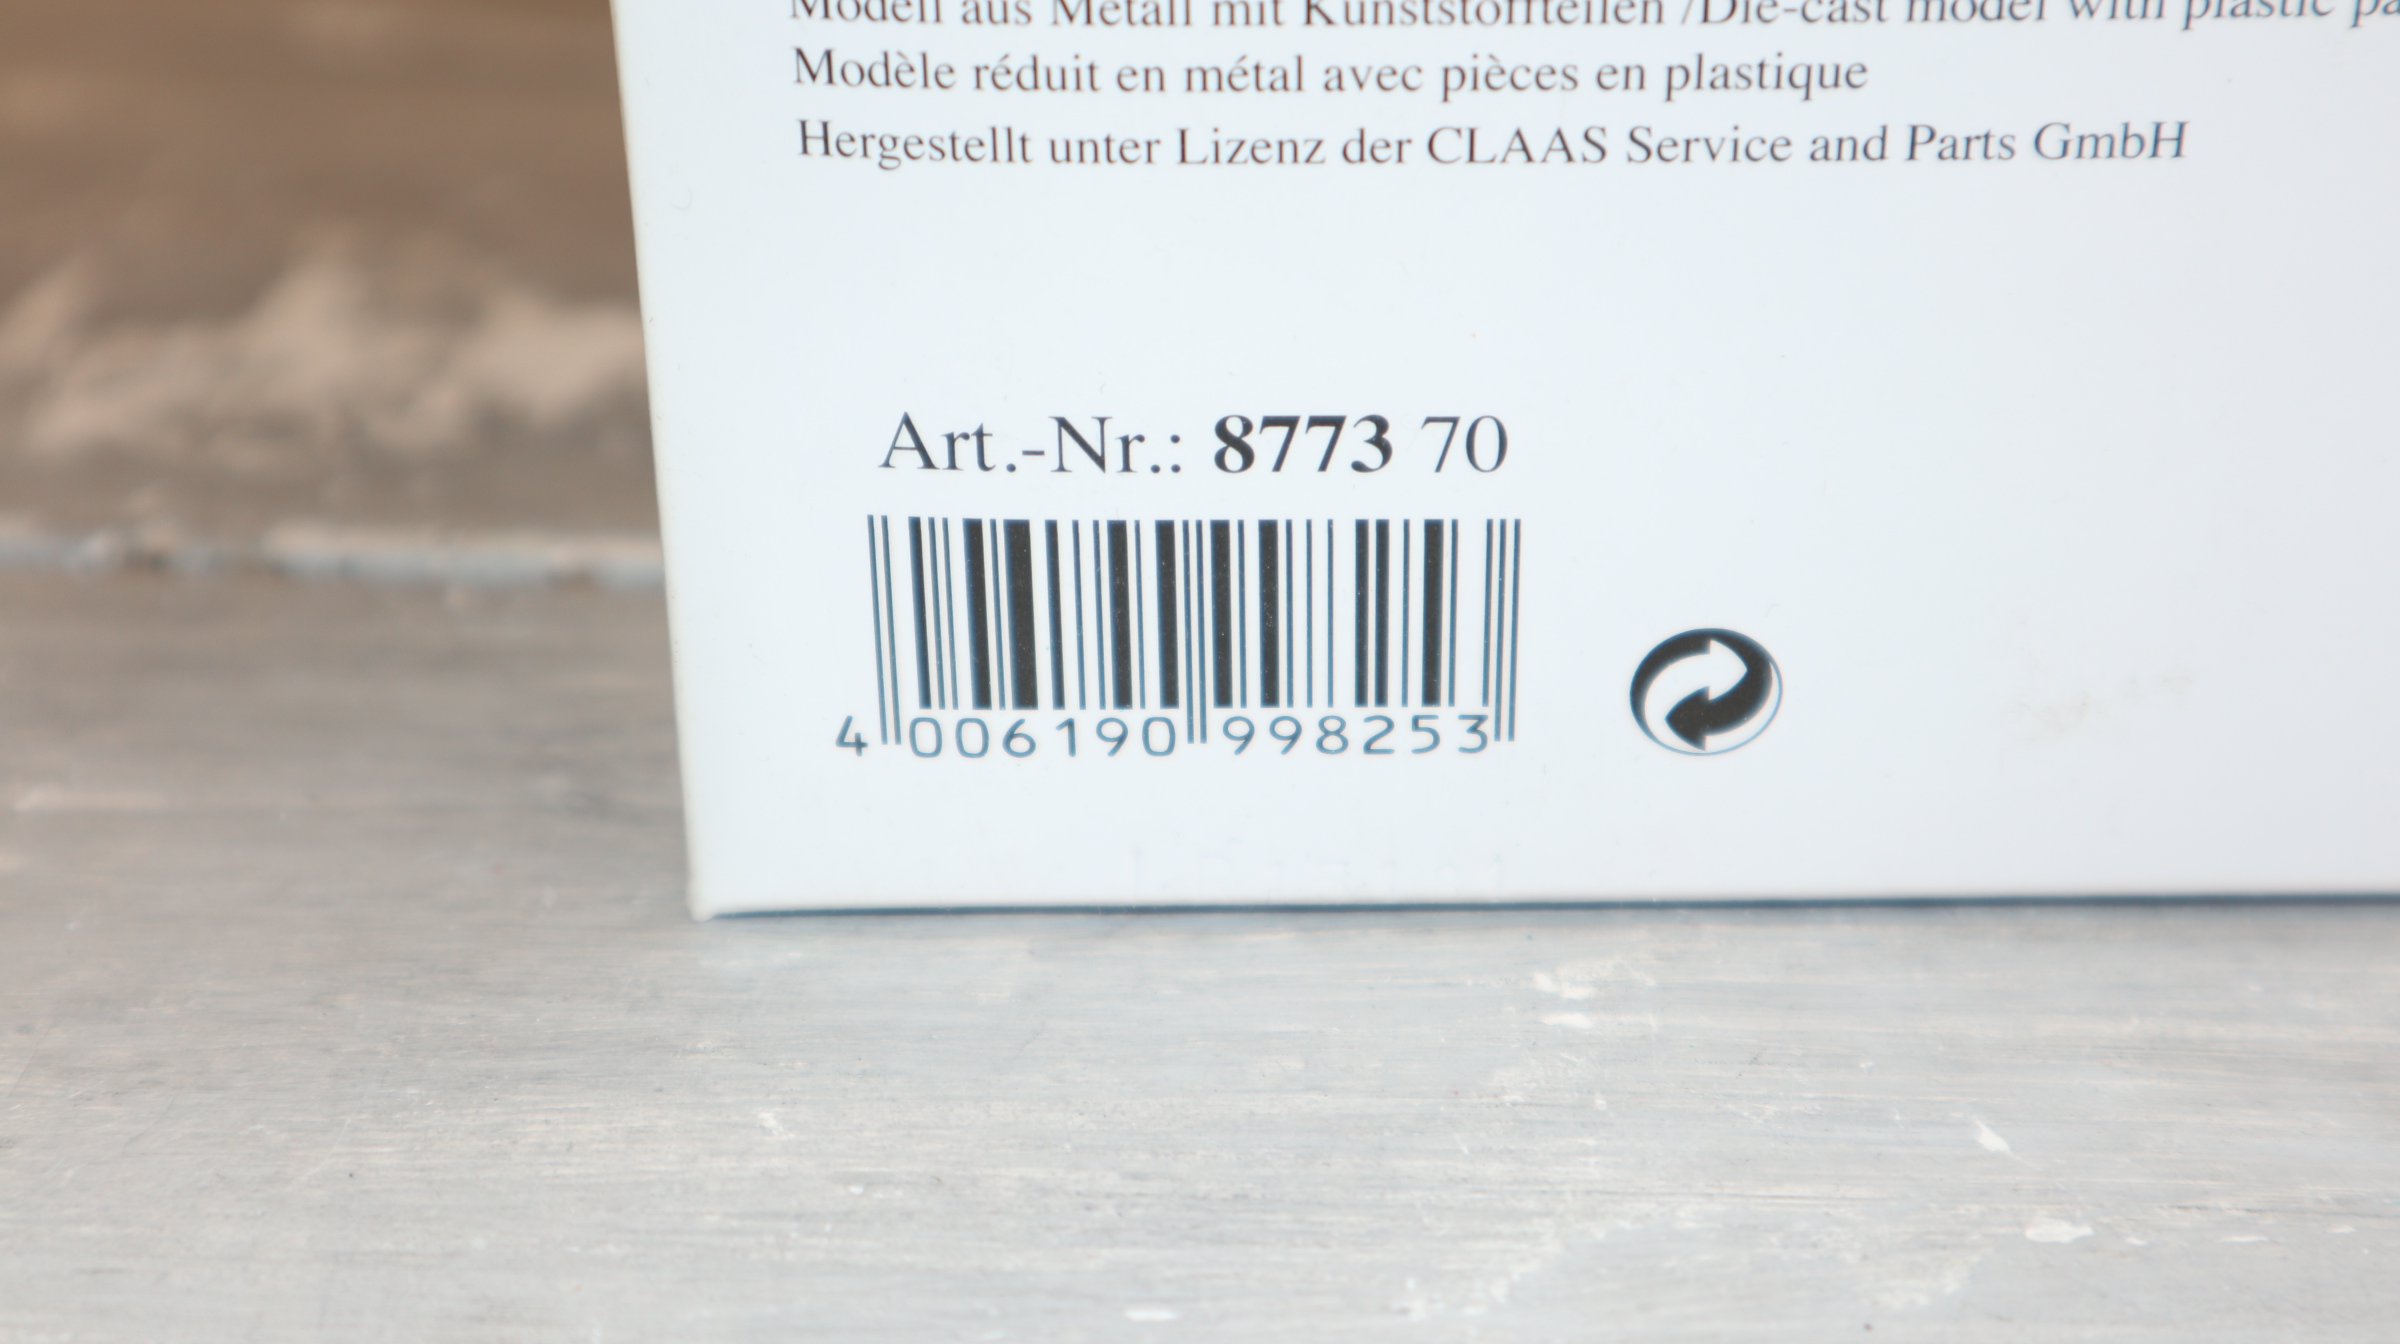 Modell aus Metall mit Kunststoffteilen /Die-cast model with plastic
Modèle réduit en métal avec pièces en plastique
Hergestellt unter Lizenz der CLAAS Service and Parts GmbH
Art.-Nr.: 8773 70
4 006190 998253